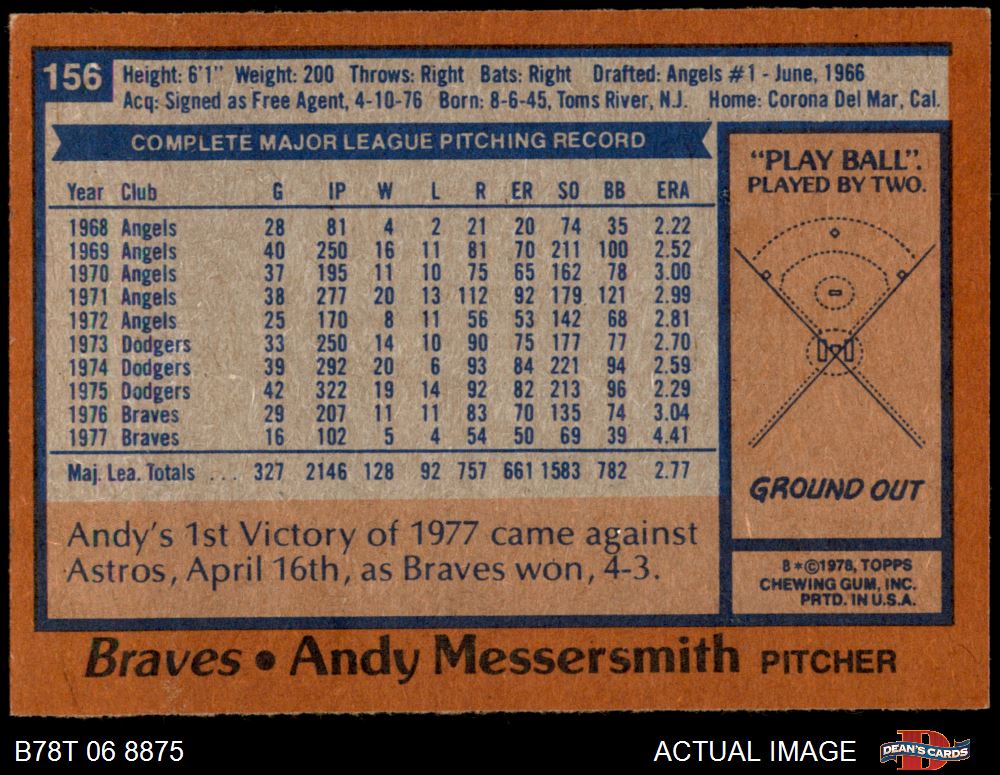 156
Height: 6'1" Weight: 200 Throws: Right Bats: Right Drafted: Angels #1 - June, 1966
Acq: Signed as Free Agent, 4-10-76 Born: 8-6-45, Toms River, N.J. Home: Corona Del Mar, Cal.
COMPLETE MAJOR LEAGUE PITCHING RECORD
Year Club G IP W L R ER SO BB ERA
1968 Angels 28 81 4 2 21 20 74 35 2.22
1969 Angels 40 250 16 11 81 70 211 100 2.52
1970 Angels 37 195 11 10 75 65 162 78 3.00
1971 Angels 38 277 20 13 112 92 179 121 2.99
1972 Angels 25 170 8 11 56 53 142 68 2.81
1973 Dodgers 33 250 14 10 90 75 177 77 2.70
1974 Dodgers 39 292 20 6 93 84 221 94 2.59
1975 Dodgers 42 322 19 14 92 82 213 96 2.29
1976 Braves 29 207 11 11 83 70 135 74 3.04
1977 Braves 16 102 5 4 54 50 69 39 4.41
Maj. Lea. Totals ... 327 2146 128 92 757 661 1583 782 2.77
Andy's 1st Victory of 1977 came against
Astros, April 16th, as Braves won, 4-3.
"PLAY BALL".
PLAYED BY TWO.
GROUND OUT
8*©1978, TOPPS
CHEWING GUM, INC.
PRTD. IN U.S.A.
Braves • Andy Messersmith PITCHER
B78T 06 8875
ACTUAL IMAGE
DEAN'S CARDS